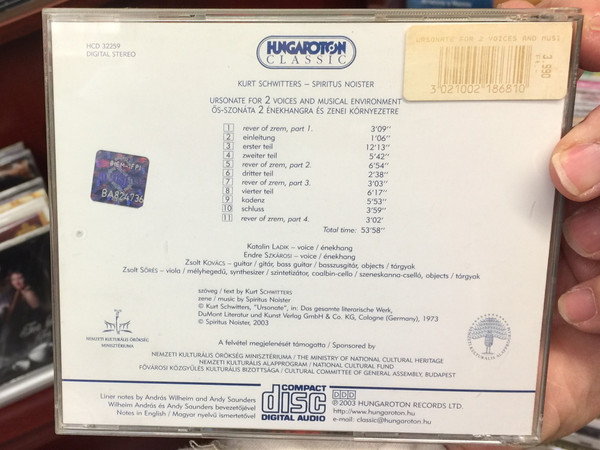 HCD 32259
DIGITAL STEREO
HUNGAROTON
CLASSIC
URSONATE FOR 2 VOICES AND MUSI
3 990
3 021002 186810
KURT SCHWITTERS – SPIRITUS NOISTER
URSONATE FOR 2 VOICES AND MUSICAL ENVIRONMENT
ŐS-SZONÁTA 2 ÉNEKHANGRA ÉS ZENEI KÖRNYEZETRE
1 rever of zrem, part 1. 3'09''
2 einleitung 1'06''
3 erster teil 12'13''
4 zweiter teil 5'42''
5 rever of zrem, part 2. 6'54''
6 dritter teil 2'38''
7 rever of zrem, part 3. 3'03''
8 vierter teil 6'17''
9 kadenz 5'53''
10 schluss 3'59''
11 rever of zrem, part 4. 3'02'
Total time: 53'58''
BA824736
Katalin LADIK – voice / énekhang
Endre SZKÁROSI – voice / énekhang
Zsolt KOVÁCS – guitar / gitár, bass guitar / basszusgitár, objects / tárgyak
Zsolt SŐRÉS – viola / mélyhegedű, synthesizer / szintetizátor, coalbin-cello / szeneskanna-cselló, objects / tárgyak
szöveg / text by Kurt SCHWITTERS
zene / music by Spiritus Noister
© Kurt Schwitters, "Ursonate", in: Das gesamte literarische Werk,
DuMont Literatur und Kunst Verlag GmbH & Co. KG, Cologne (Germany), 1973
© Spiritus Noister, 2003
NEMZETI KULTURÁLIS ÖRÖKSÉG
MINISZTÉRIUMA
A felvétel megjelenését támogatta / Sponsored by
NEMZETI KULTURÁLIS ÖRÖKSÉG MINISZTÉRIUMA / THE MINISTRY OF NATIONAL CULTURAL HERITAGE
NEMZETI KULTURÁLIS ALAPPROGRAM / NATIONAL CULTURAL FUND
FŐVÁROSI KÖZGYŰLÉS KULTURÁLIS BIZOTTSÁGA / CULTURAL COMMITTEE OF GENERAL ASSEMBLY, BUDAPEST
Liner notes by András Wilheim and Andy Saunders
Wilheim András és Andy Saunders bevezetőjével
Notes in English / Magyar nyelvű ismertetővel
COMPACT
disc
DIGITAL AUDIO
DDD
℗ 2003 HUNGAROTON RECORDS LTD.
http://www.hungaroton.hu
e-mail: classic@hungaroton.hu